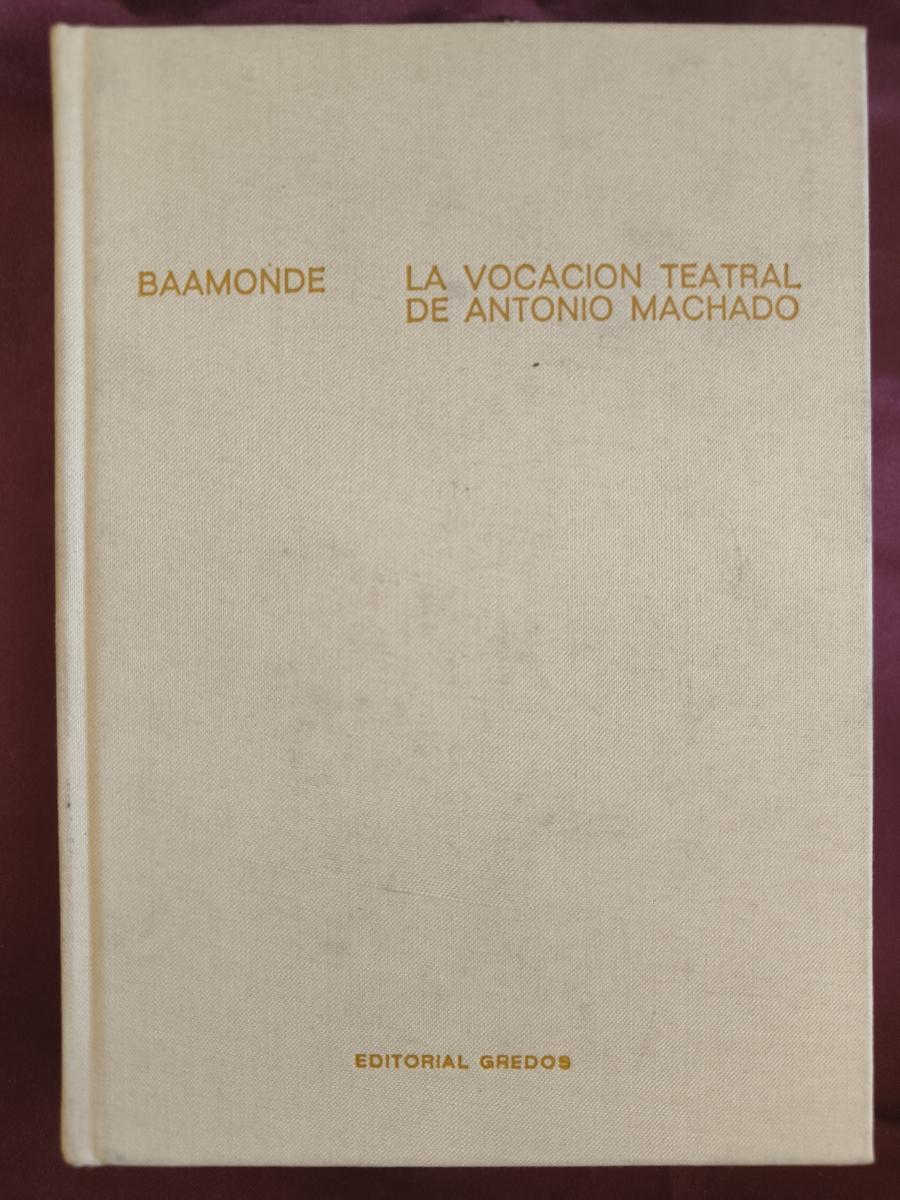 BAAMONDE
LA VOCACION TEATRAL
DE ANTONIO MACHADO
EDITORIAL GREDOS